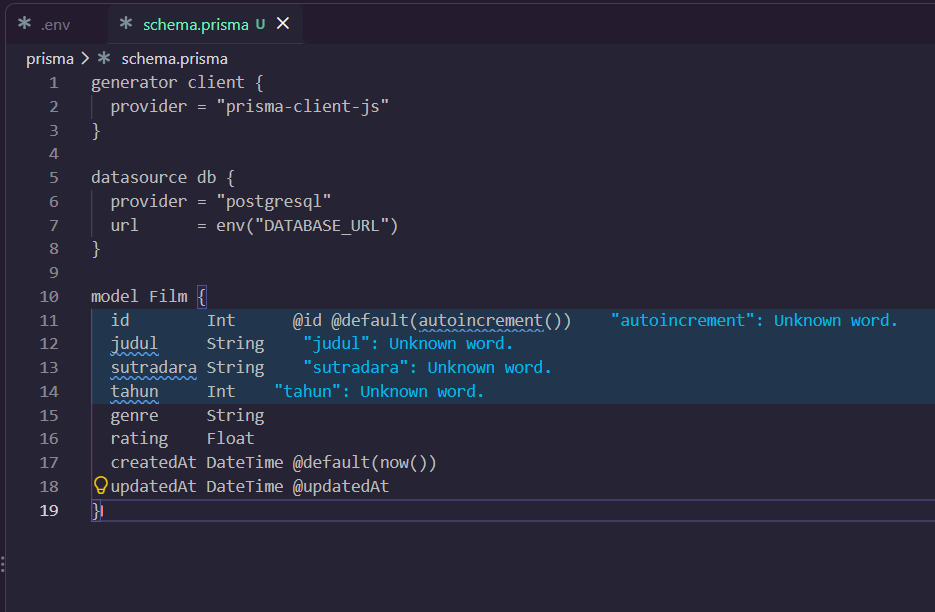 .env schema.prisma U
prisma > schema.prisma
1 generator client {
2 provider = "prisma-client-js"
3 }
4
5 datasource db {
6 provider = "postgresql"
7 url = env("DATABASE_URL")
8 }
9
10 model Film {
11 id Int @id @default(autoincrement()) "autoincrement": Unknown word.
12 judul String "judul": Unknown word.
13 sutradara String "sutradara": Unknown word.
14 tahun Int "tahun": Unknown word.
15 genre String
16 rating Float
17 createdAt DateTime @default(now())
18 updatedAt DateTime @updatedAt
19 }